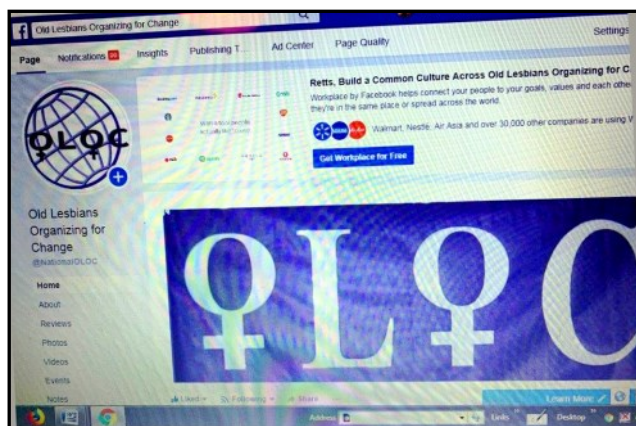 Old Lesbians Organizing for Change
Page Notifications Insights Publishing T... Ad Center Page Quality Settings
Retts, Build a Common Culture Across Old Lesbians Organizing for C
Workplace by Facebook helps connect your people to your goals, values and each other
they're in the same place or spread across the world.
Walmart, Nestlé, Air Asia and over 30,000 other companies are using W
Get Workplace for Free
OLOC
Old Lesbians
Organizing for
Change
@NationalOLOC
Home
About
Reviews
Photos
Videos
Events
Notes
OLOC
Liked Following Share
Learn More
Address Links Desktop